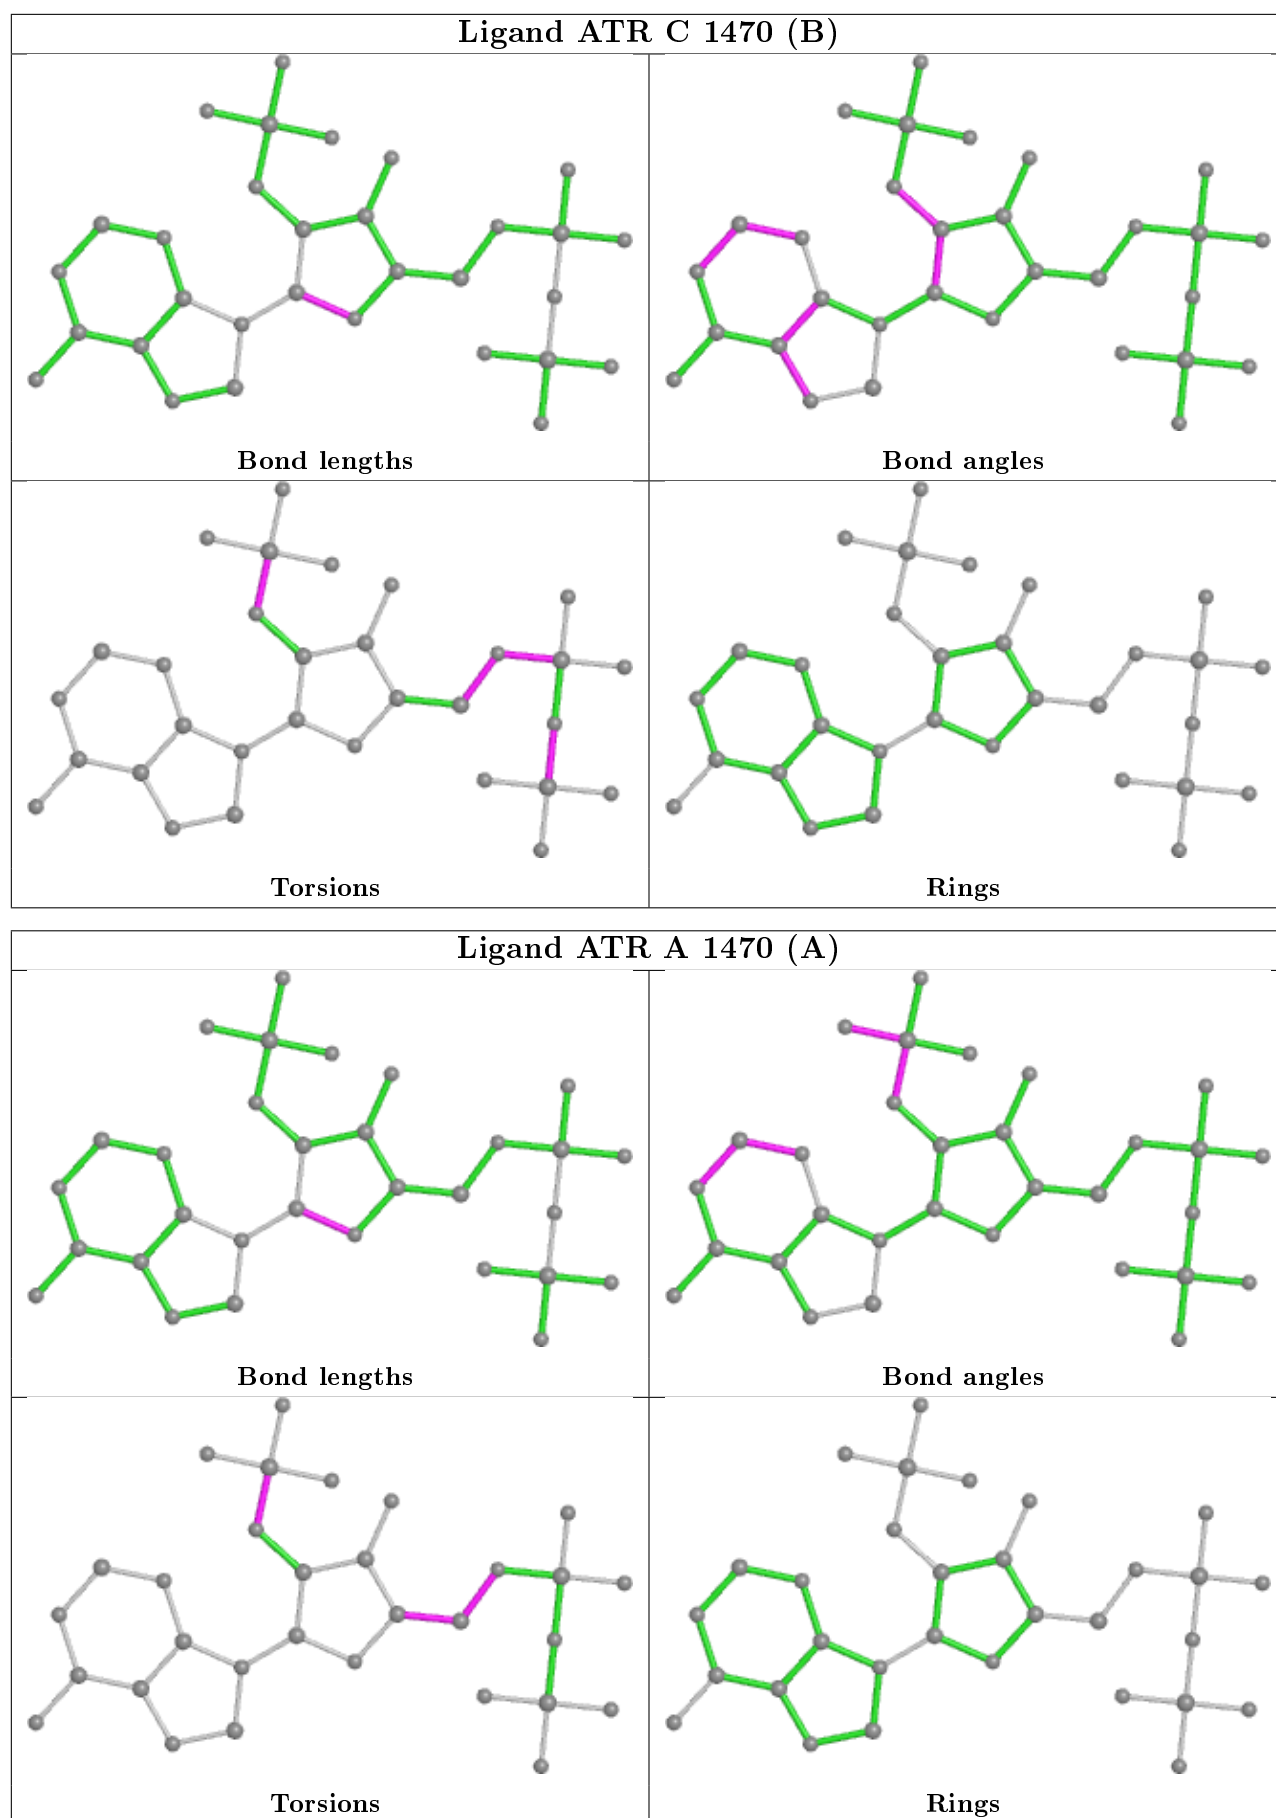 Ligand ATR C 1470 (B)
Bond lengths
Bond angles
Torsions
Rings
Ligand ATR A 1470 (A)
Bond lengths
Bond angles
Torsions
Rings